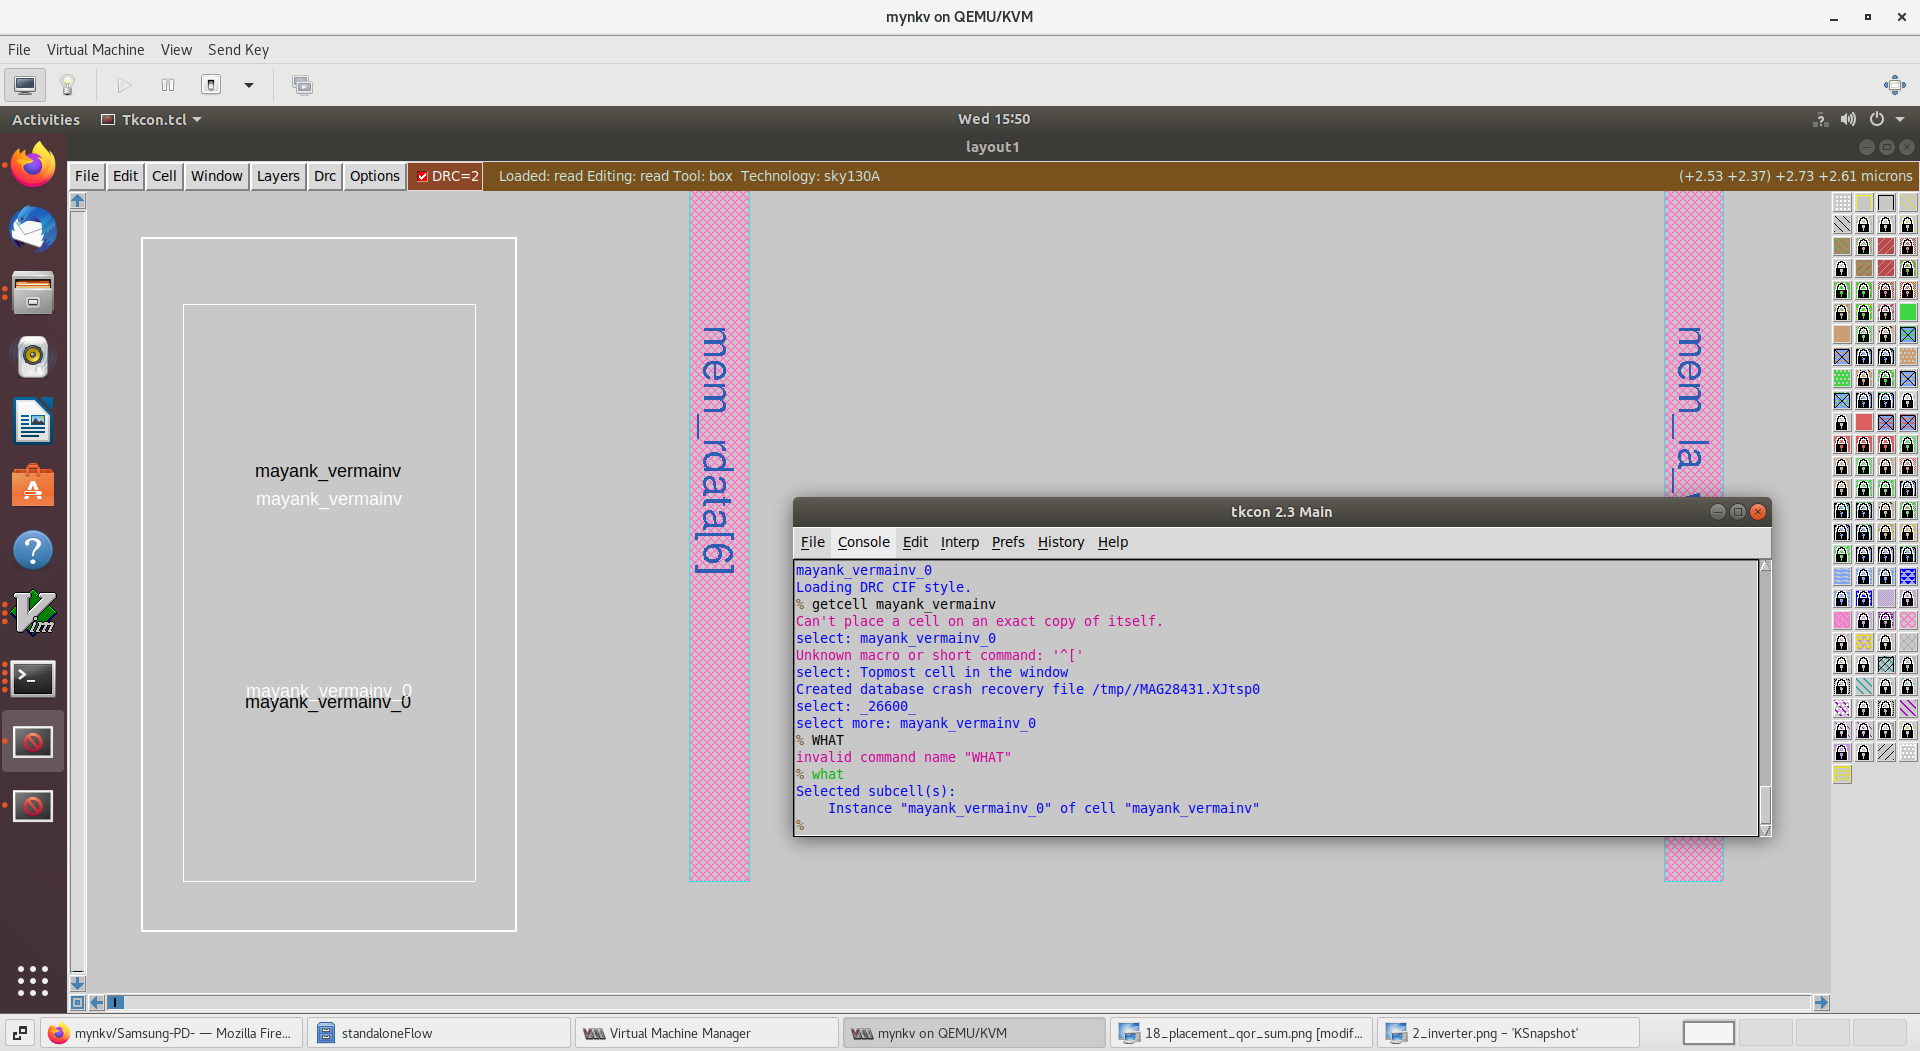 mynkv on QEMU/KVM
File Virtual Machine View Send Key
Activities Tkcon.tcl Wed 15:50
layout1
File Edit Cell Window Layers Drc Options DRC=2 Loaded: read Editing: read Tool: box Technology: sky130A (+2.53 +2.37) +2.73 +2.61 microns
mayank_vermainv
mayank_vermainv
mayank_vermainv_0
mayank_vermainv_0
mem_rdata[6]
mem_la_
tkcon 2.3 Main
File Console Edit Interp Prefs History Help
mayank_vermainv_0
Loading DRC CIF style.
% getcell mayank_vermainv
Can't place a cell on an exact copy of itself.
select: mayank_vermainv_0
Unknown macro or short command: '^['
select: Topmost cell in the window
Created database crash recovery file /tmp//MAG28431.XJtsp0
select: _26600_
select more: mayank_vermainv_0
% WHAT
invalid command name "WHAT"
% what
Selected subcell(s):
Instance "mayank_vermainv_0" of cell "mayank_vermainv"
%
mynkv/Samsung-PD- — Mozilla Fire... standaloneFlow Virtual Machine Manager mynkv on QEMU/KVM 18_placement_qor_sum.png [modif... 2_inverter.png – 'KSnapshot'